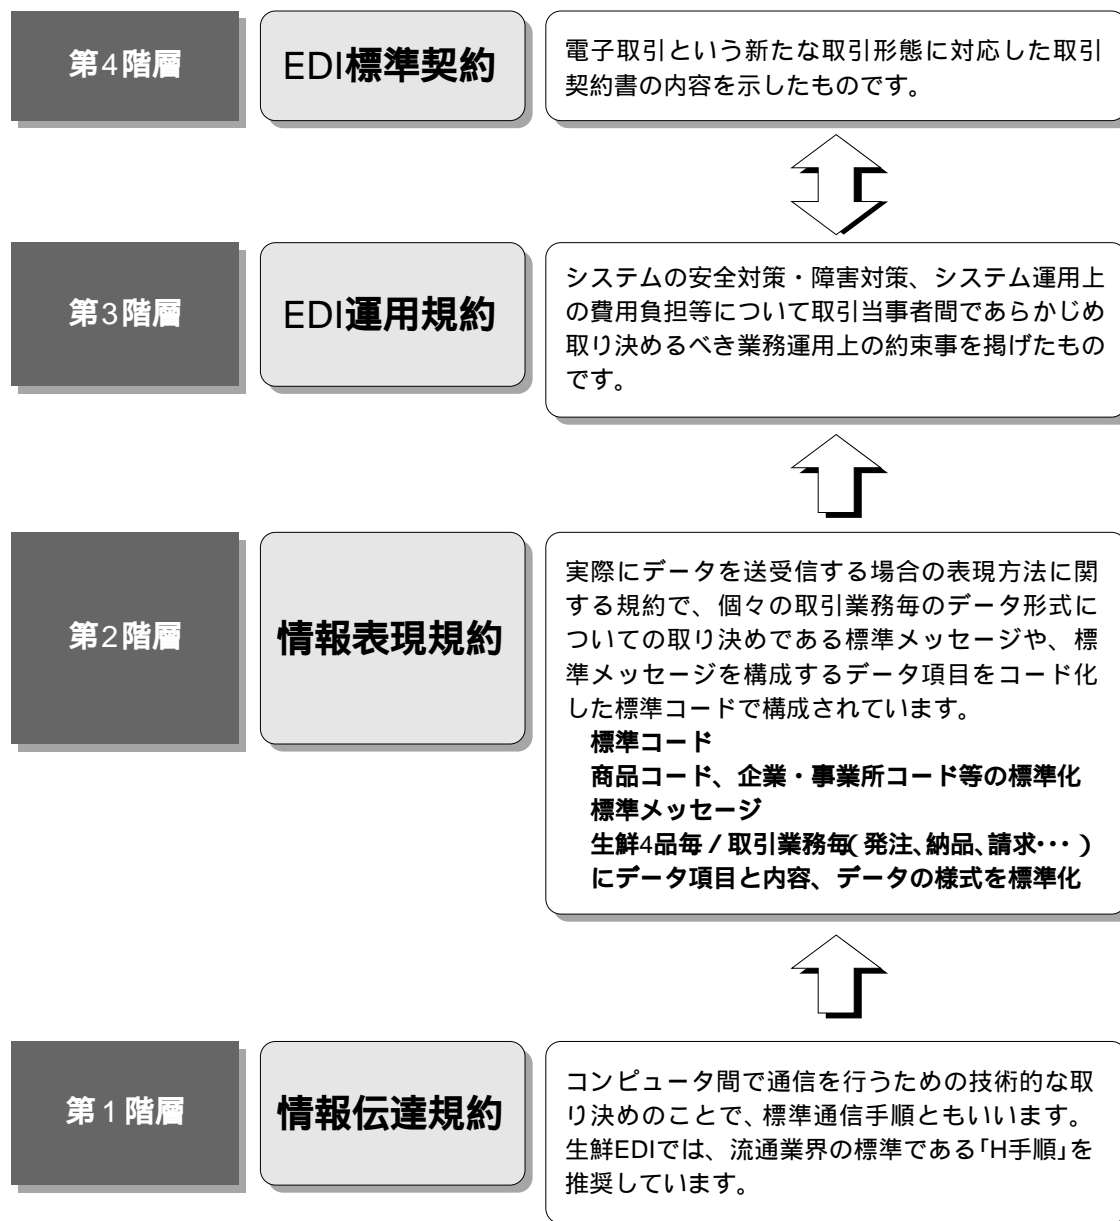 第4階層
EDI標準契約
電子取引という新たな取引形態に対応した取引
契約書の内容を示したものです。
第3階層
EDI運用規約
システムの安全対策・障害対策、システム運用上
の費用負担等について取引当事者間であらかじめ
取り決めるべき業務運用上の約束事を掲げたもの
です。
第2階層
情報表現規約
実際にデータを送受信する場合の表現方法に関
する規約で、個々の取引業務毎のデータ形式に
ついての取り決めである標準メッセージや、標
準メッセージを構成するデータ項目をコード化
した標準コードで構成されています。
標準コード
商品コード、企業・事業所コード等の標準化
標準メッセージ
生鮮4品毎/取引業務毎(発注、納品、請求・・・)
にデータ項目と内容、データの様式を標準化
第1階層
情報伝達規約
コンピュータ間で通信を行うための技術的な取
り決めのことで、標準通信手順ともいいます。
生鮮EDIでは、流通業界の標準である「H手順」を
推奨しています。